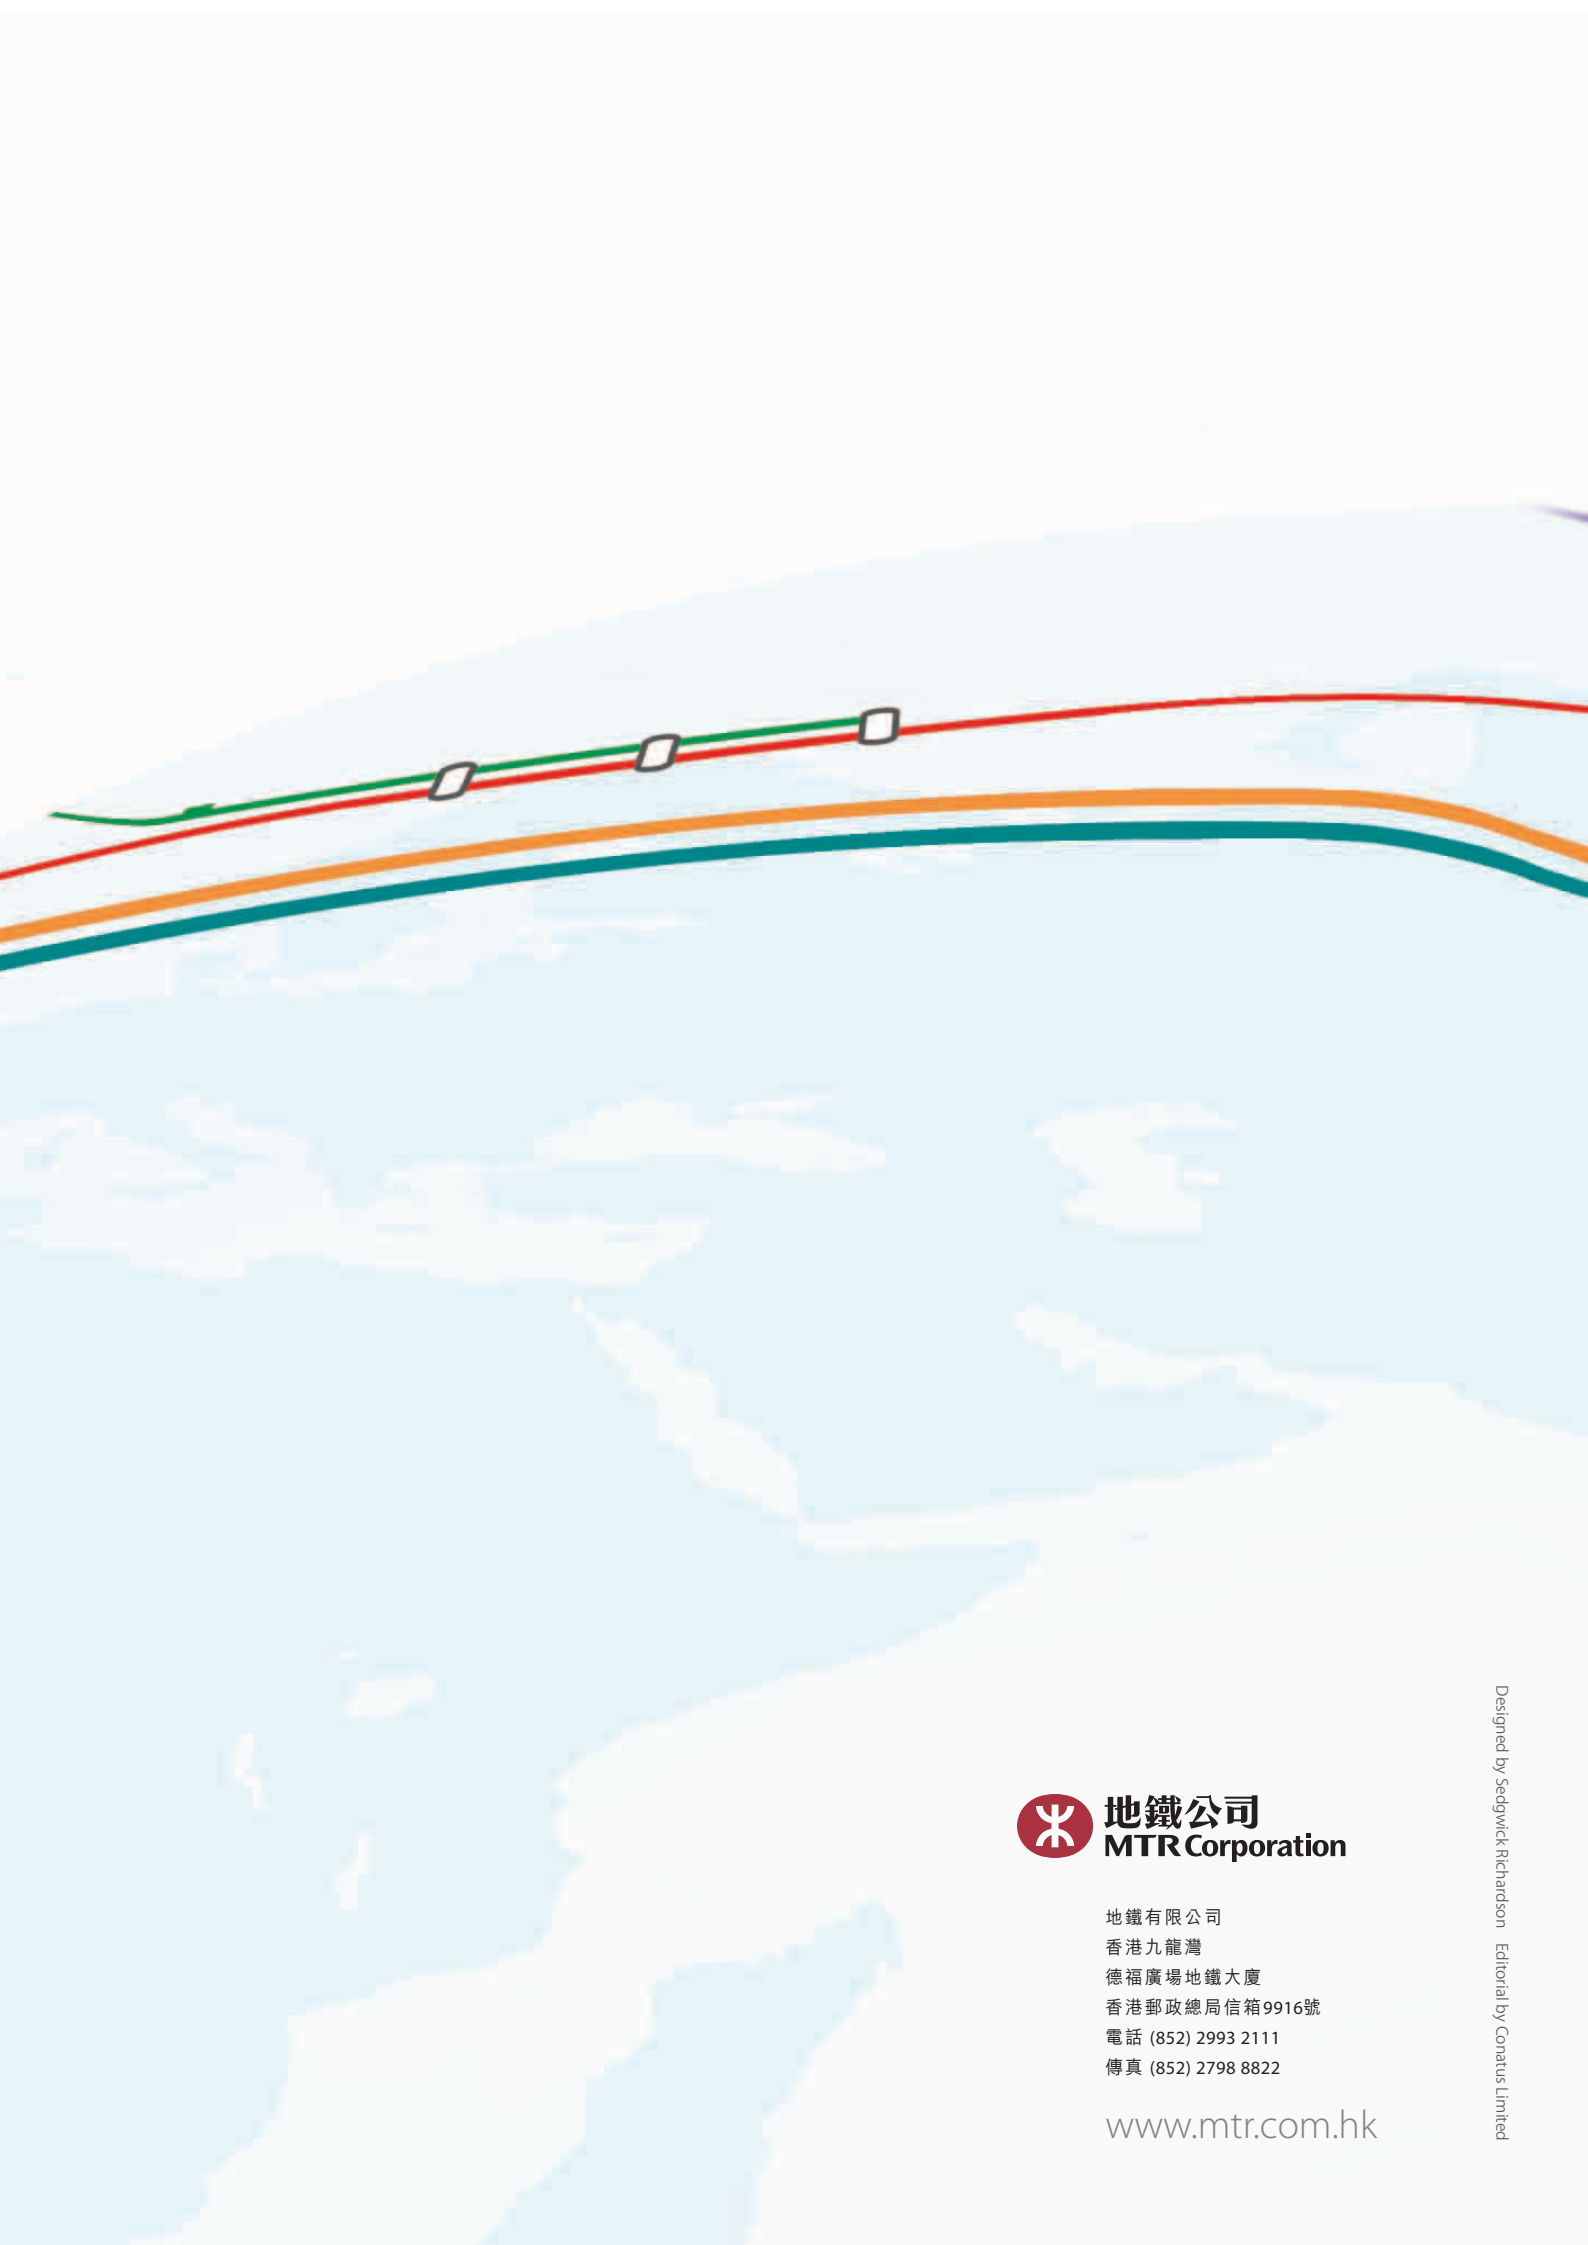 地鐵公司
MTR Corporation
地鐵有限公司
香港九龍灣
德福廣場地鐵大廈
香港郵政總局信箱9916號
電話 (852) 2993 2111
傳真 (852) 2798 8822
www.mtr.com.hk
Designed by Sedgwick Richardson Editorial by Conatus Limited